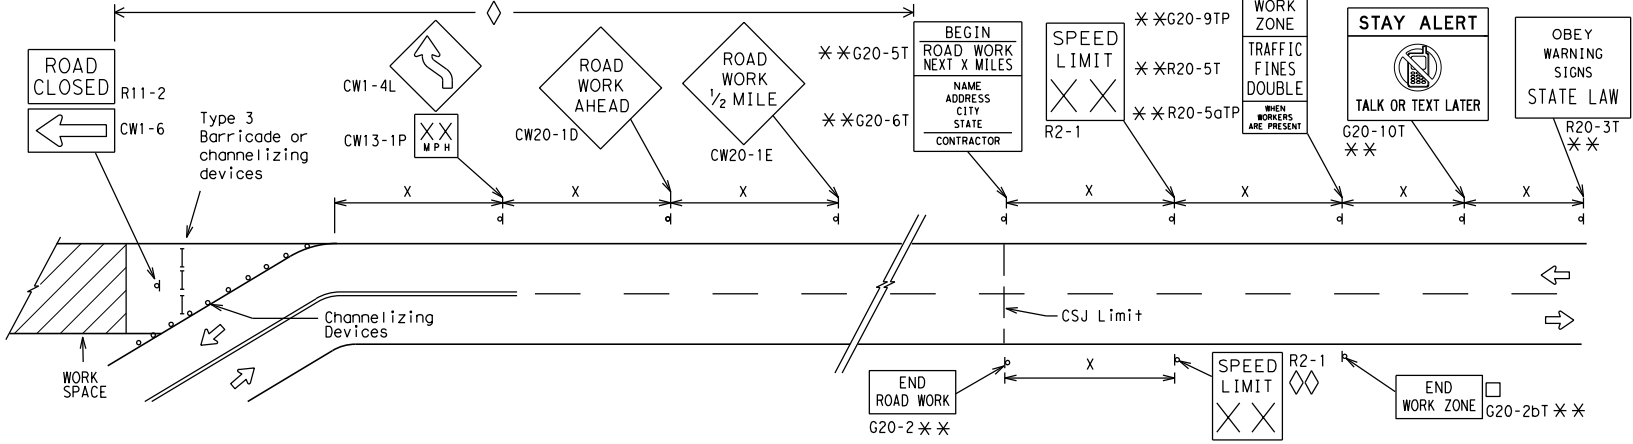 ROAD
CLOSED
R11-2
CW1-6
Type 3
Barricade or
channelizing
devices
CW1-4L
XX
MPH
CW13-1P
ROAD
WORK
AHEAD
CW20-1D
ROAD
WORK
1/2 MILE
CW20-1E
**G20-5T
**G20-6T
BEGIN
ROAD WORK
NEXT X MILES
NAME
ADDRESS
CITY
STATE
CONTRACTOR
SPEED
LIMIT
XX
R2-1
**G20-9TP
**R20-5T
**R20-5aTP
WORK
ZONE
TRAFFIC
FINES
DOUBLE
WHEN
WORKERS
ARE PRESENT
STAY ALERT
TALK OR TEXT LATER
G20-10T
**
OBEY
WARNING
SIGNS
STATE LAW
R20-3T
**
X
X
X
X
X
X
X
Channelizing
Devices
CSJ Limit
WORK
SPACE
END
ROAD WORK
G20-2 **
X
SPEED
LIMIT
XX
R2-1
END
WORK ZONE
G20-2bT **